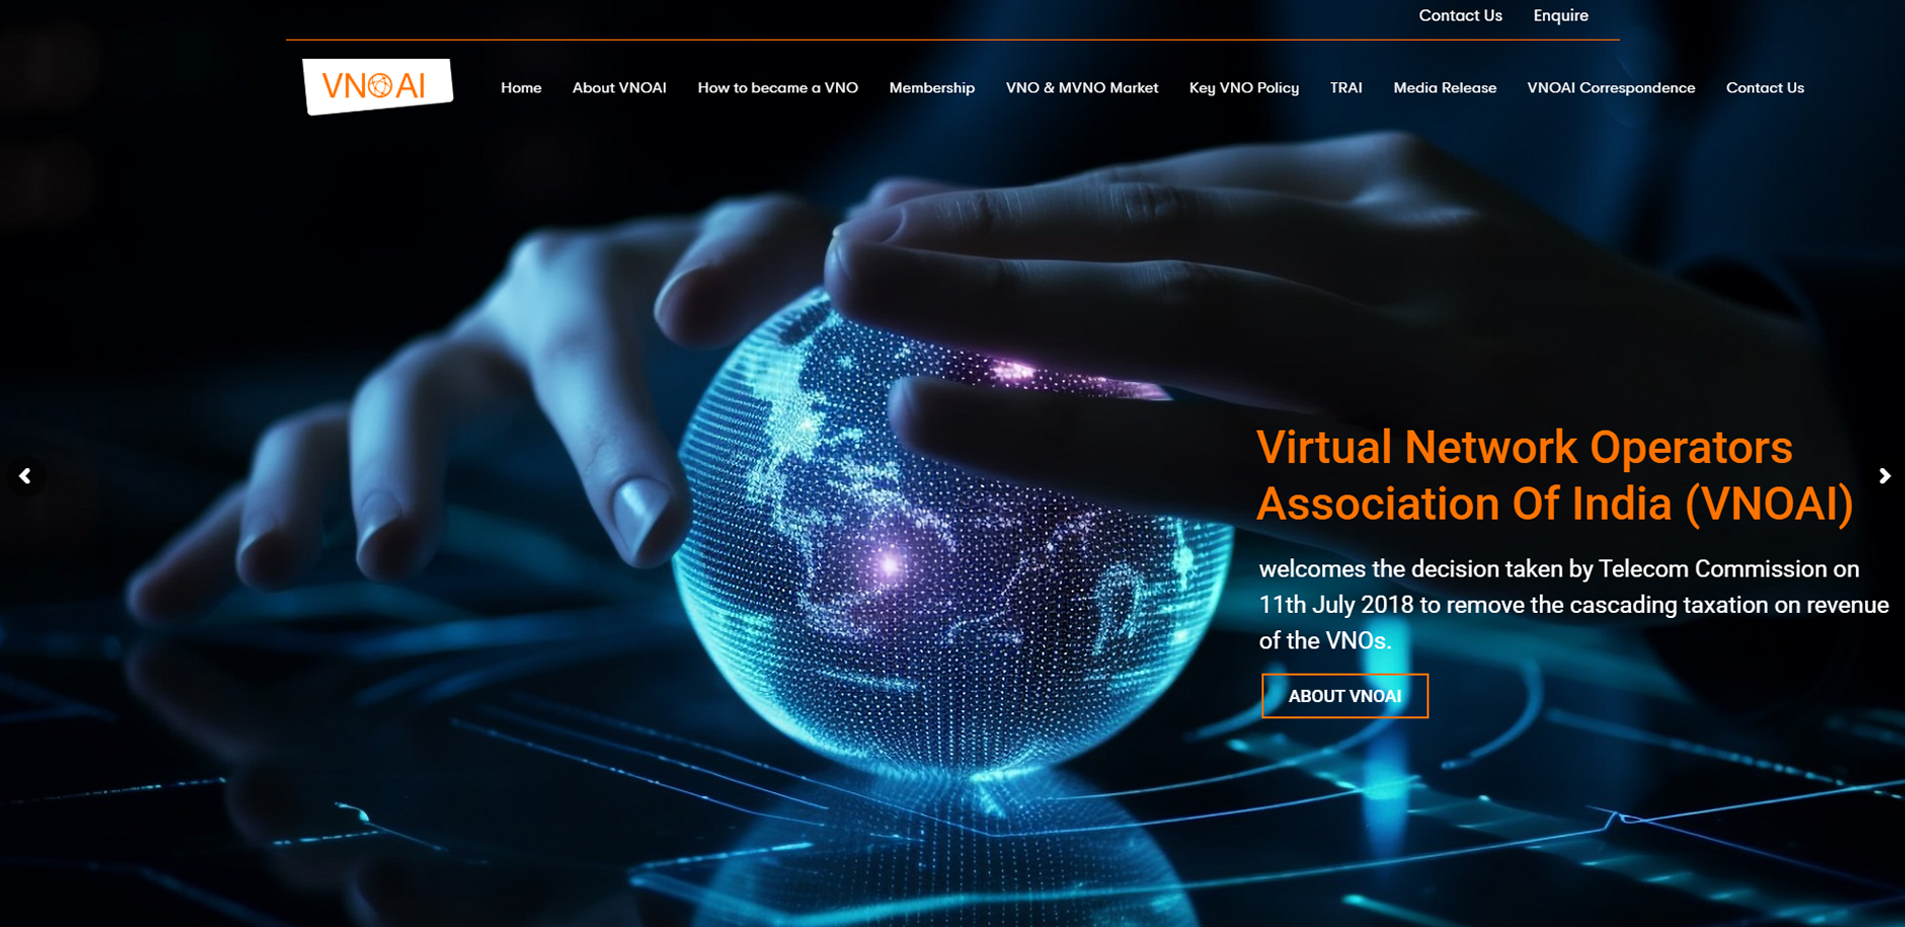 Contact Us Enquire
VNOAI Home About VNOAI How to became a VNO Membership VNO & MVNO Market Key VNO Policy TRAI Media Release VNOAI Correspondence Contact Us
Virtual Network Operators
Association Of India (VNOAI)
welcomes the decision taken by Telecom Commission on
11th July 2018 to remove the cascading taxation on revenue
of the VNOs.
ABOUT VNOAI